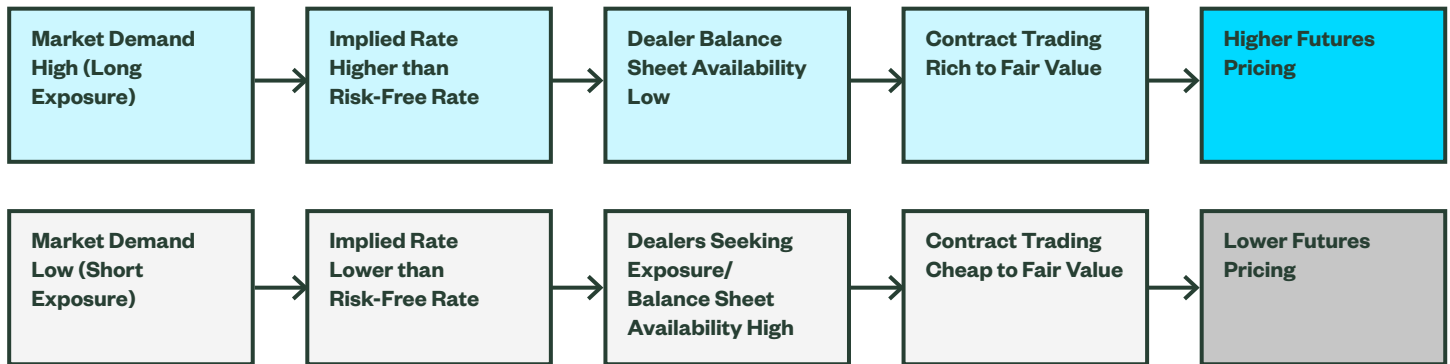 Market Demand
High (Long
Exposure)
Implied Rate
Higher than
Risk-Free Rate
Dealer Balance
Sheet Availability
Low
Contract Trading
Rich to Fair Value
Higher Futures
Pricing
Market Demand
Low (Short
Exposure)
Implied Rate
Lower than
Risk-Free Rate
Dealers Seeking
Exposure/
Balance Sheet
Availability High
Contract Trading
Cheap to Fair Value
Lower Futures
Pricing